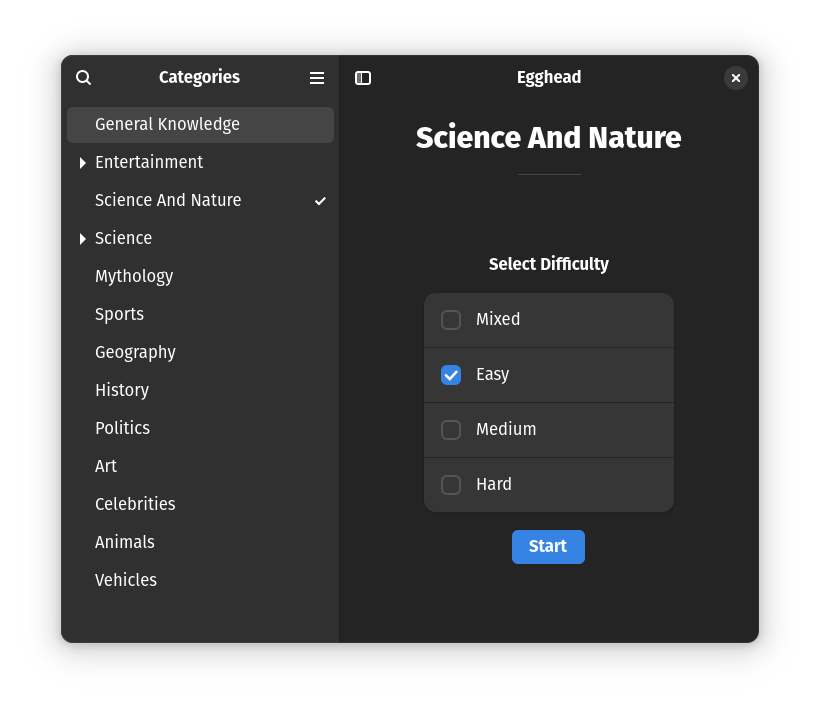 Categories
General Knowledge
Entertainment
Science And Nature
Science
Mythology
Sports
Geography
History
Politics
Art
Celebrities
Animals
Vehicles
Egghead
Science And Nature
Select Difficulty
Mixed
Easy
Medium
Hard
Start